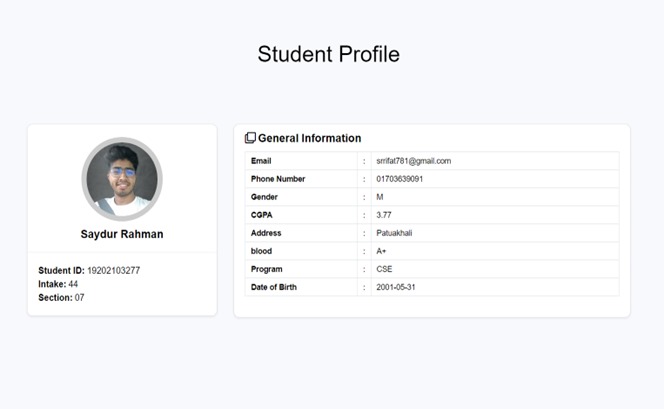 Student Profile
Saydur Rahman
Student ID: 19202103277
Intake: 44
Section: 07
General Information
Email : srrifat781@gmail.com
Phone Number : 01703639091
Gender : M
CGPA : 3.77
Address : Patuakhali
blood : A+
Program : CSE
Date of Birth : 2001-05-31